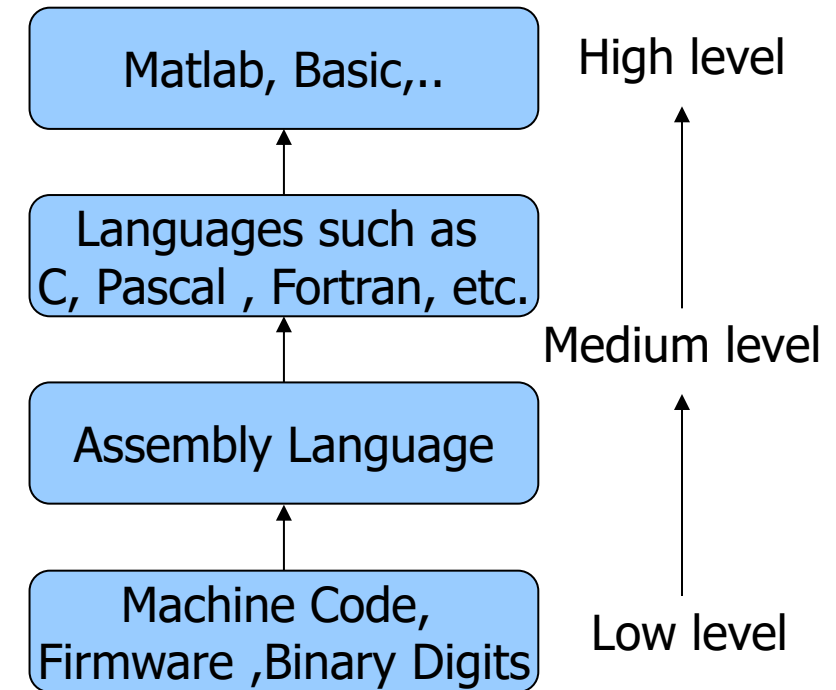 Matlab, Basic,..
High level
Languages such as
C, Pascal , Fortran, etc.
Medium level
Assembly Language
Machine Code,
Firmware ,Binary Digits
Low level